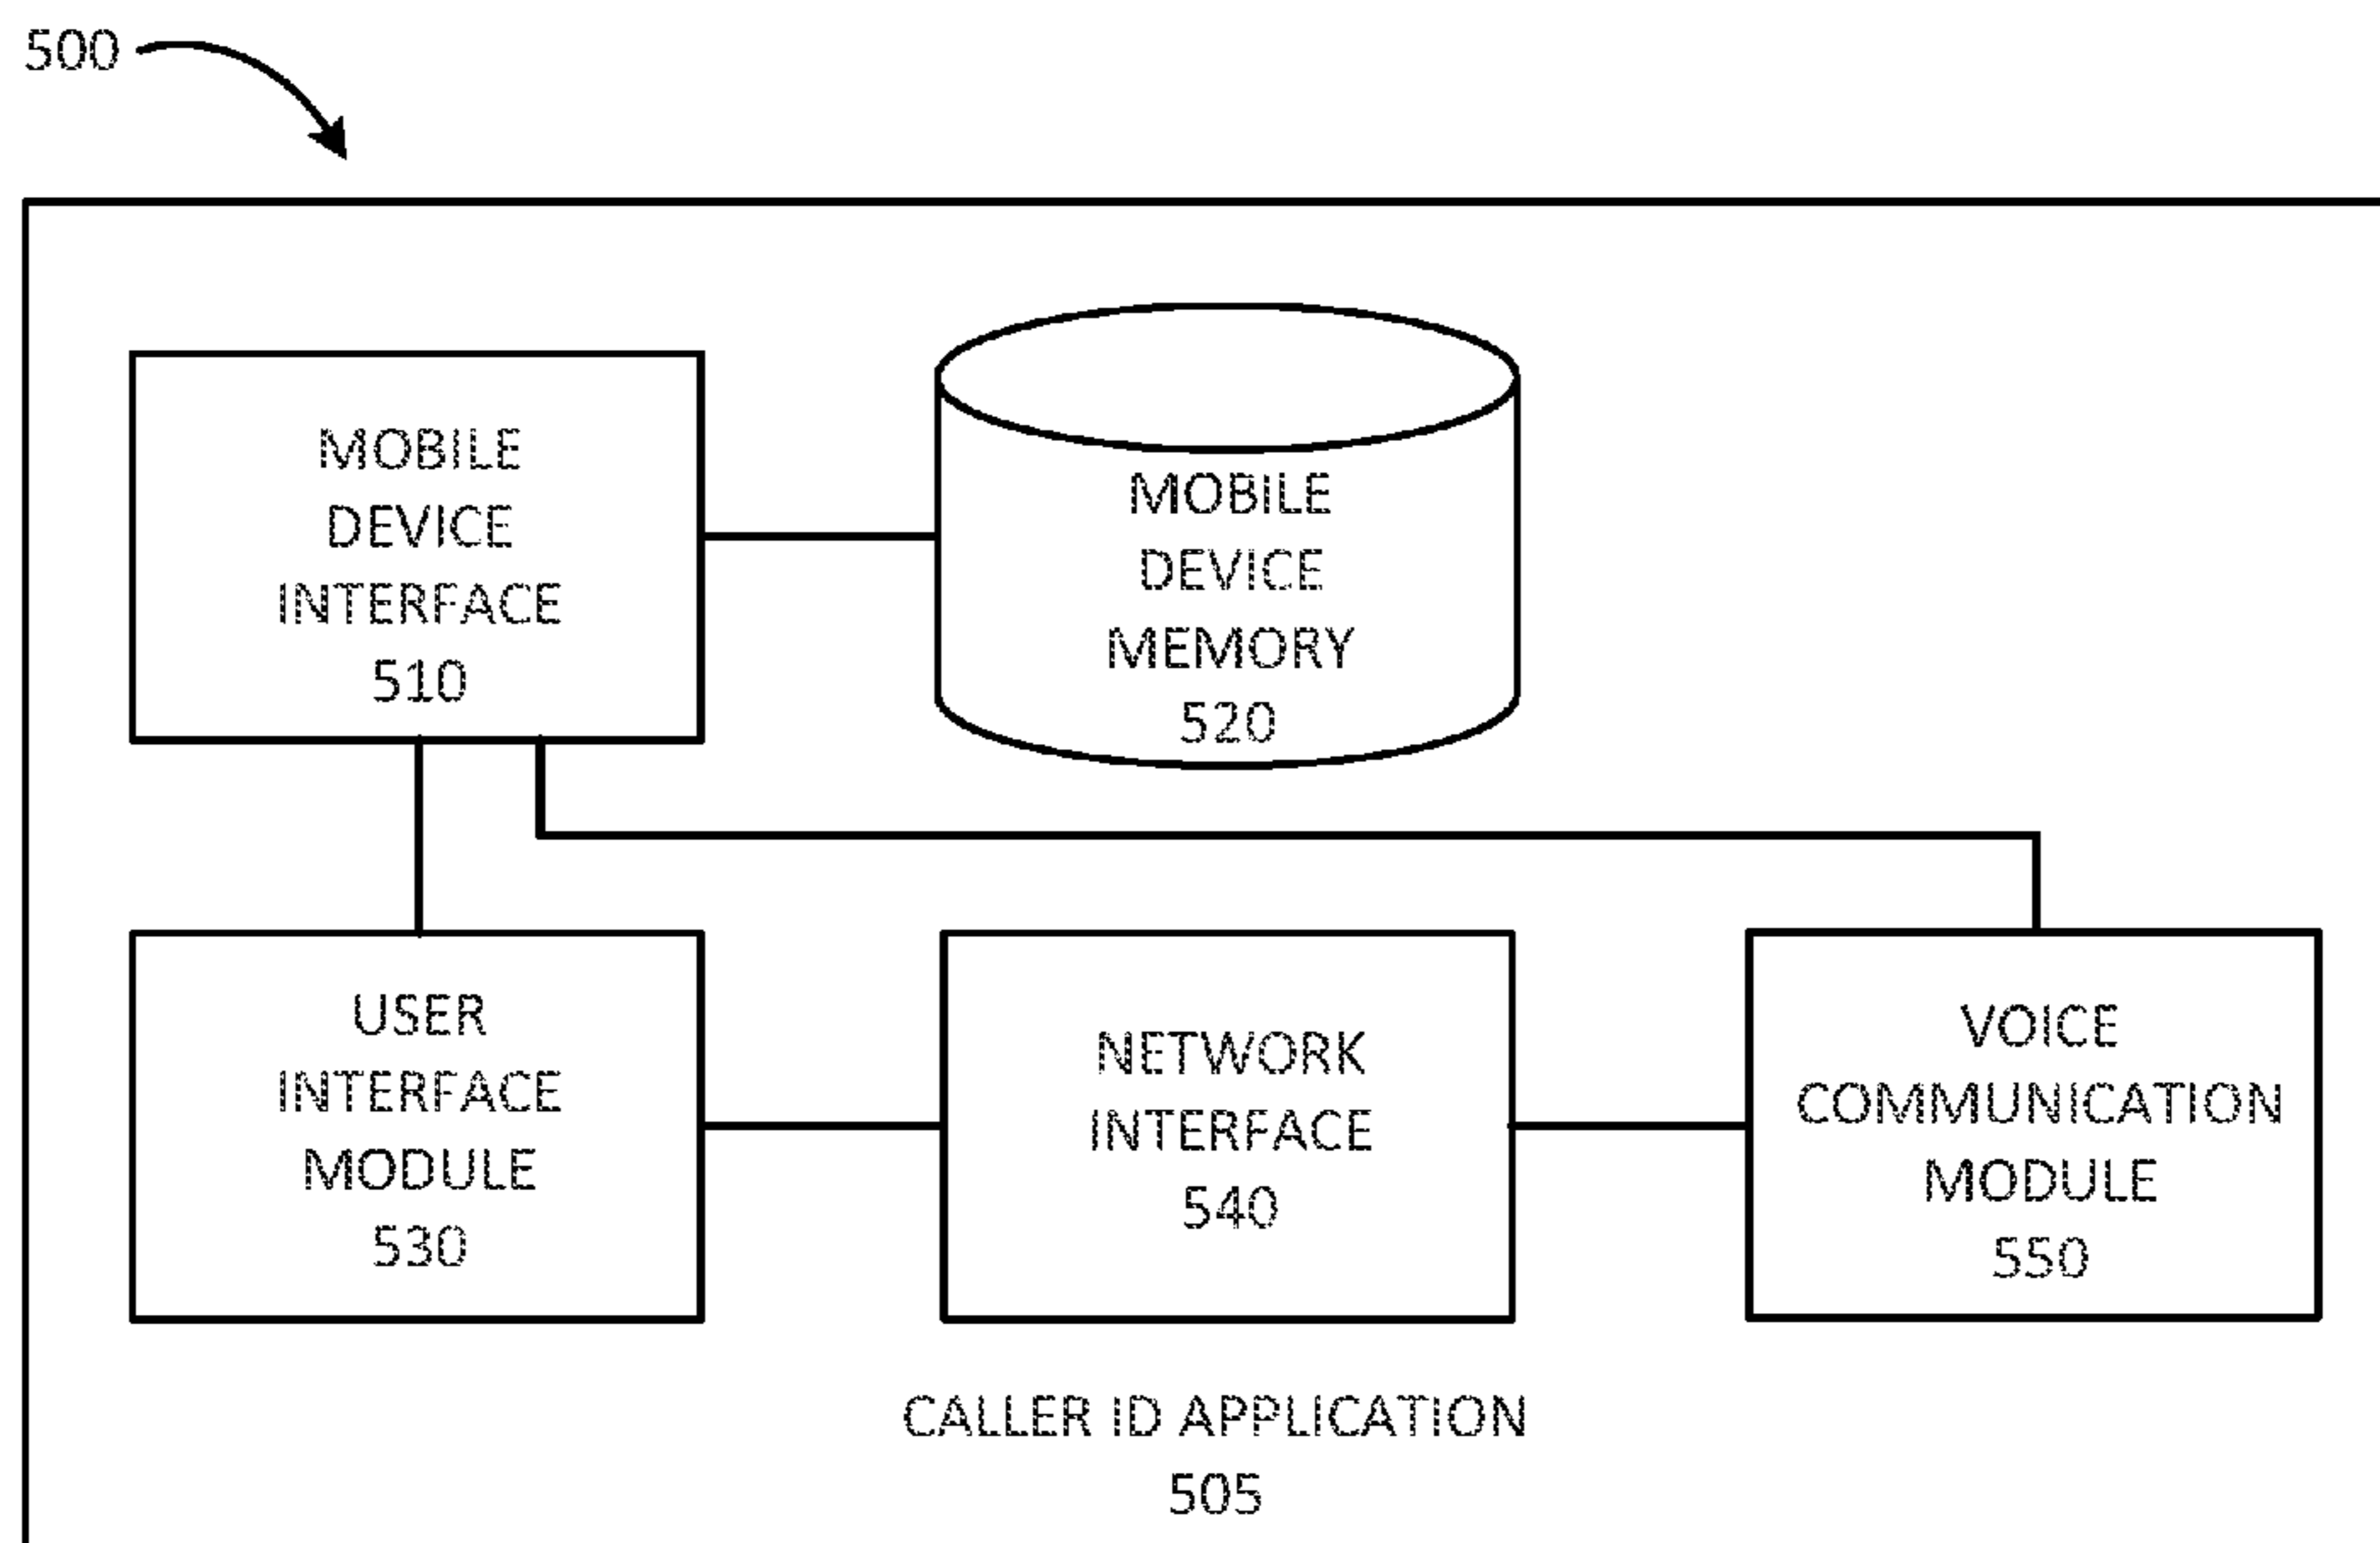 500
MOBILE
DEVICE
INTERFACE
510
MOBILE
DEVICE
MEMORY
520
USER
INTERFACE
MODULE
530
NETWORK
INTERFACE
540
VOICE
COMMUNICATION
MODULE
550
CALLER ID APPLICATION
505